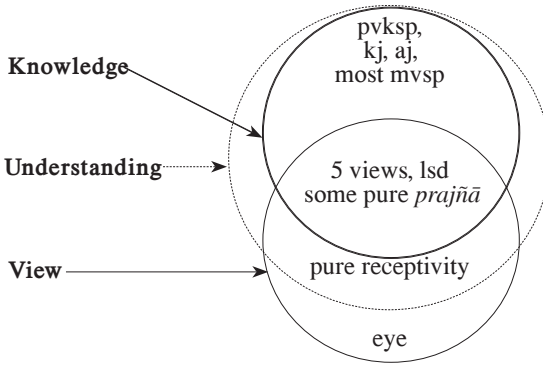 pvksp,
kj, aj,
most mvsp
Knowledge
5 views, lsd
some pure prajñā
Understanding
View
pure receptivity
eye